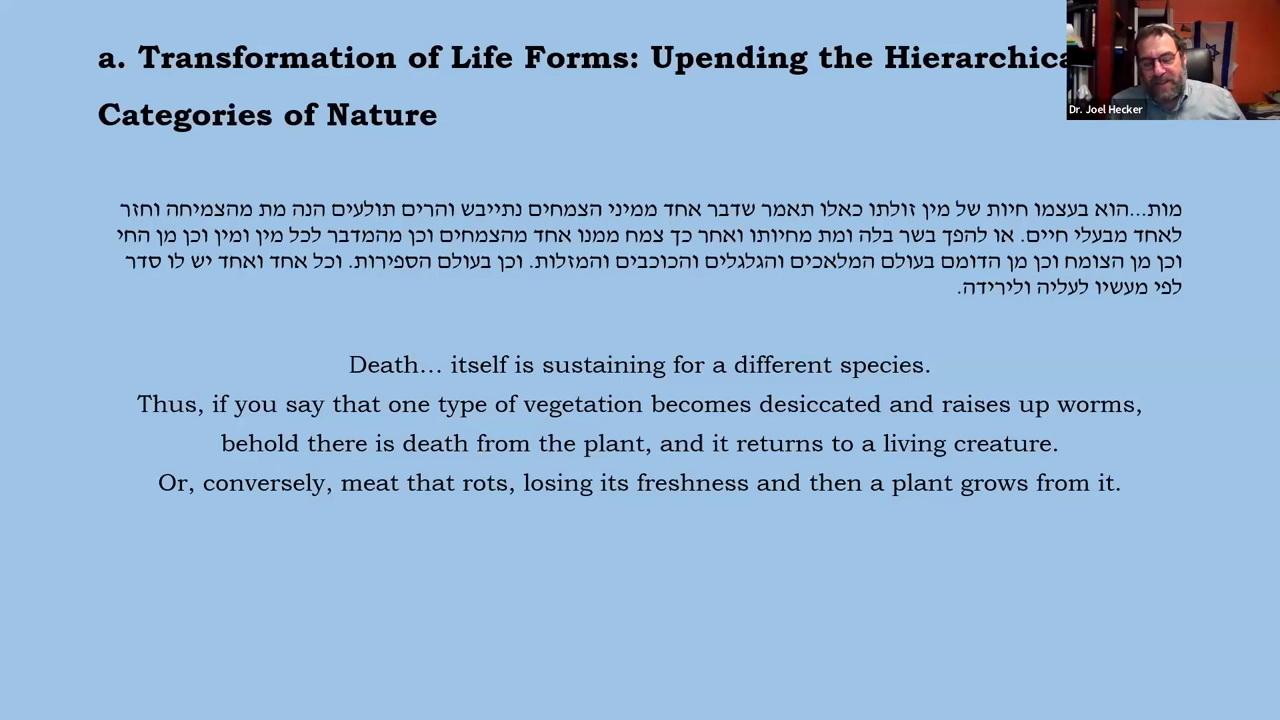 a. Transformation of Life Forms: Upending the Hierarchica
Categories of Nature
Dr. Joel Hecker
מות...הוא בעצמו חיות של מין זולתו כאלו תאמר שדבר אחד ממיני הצמחים נתייבש והרים תולעים הנה מת מהצמיחה וחזר
לאחד מבעלי חיים. או להפך בשר בלה ומת מחיותו ואחר כך צמח ממנו אחד מהצמחים וכן מהמדבר לכל מין ומין וכן מן החי
וכן מן הצומח וכן מן הדומם בעולם המלאכים והגלגלים והכוכבים והמזלות. וכן בעולם הספירות. וכל אחד ואחד יש לו סדר
לפי מעשיו לעליה ולירידה.
Death... itself is sustaining for a different species.
Thus, if you say that one type of vegetation becomes desiccated and raises up worms,
behold there is death from the plant, and it returns to a living creature.
Or, conversely, meat that rots, losing its freshness and then a plant grows from it.